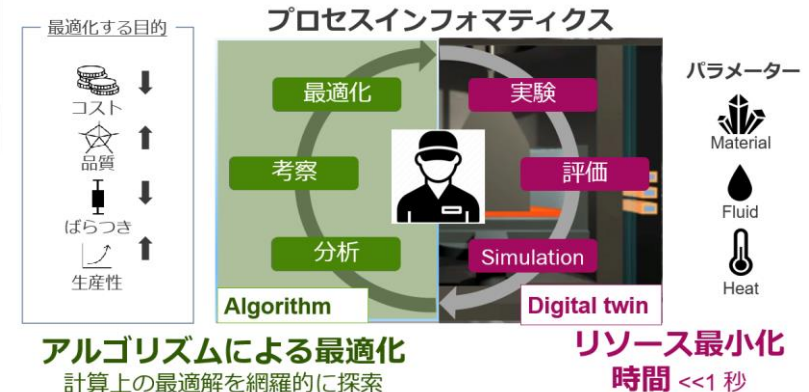 プロセスインフォマティクス
最適化する目的
コスト
品質
ばらつき
生産性
最適化
考察
分析
Algorithm
実験
評価
Simulation
Digital twin
パラメーター
Material
Fluid
Heat
アルゴリズムによる最適化
計算上の最適解を網羅的に探索
リソース最小化
時間 <<1 秒